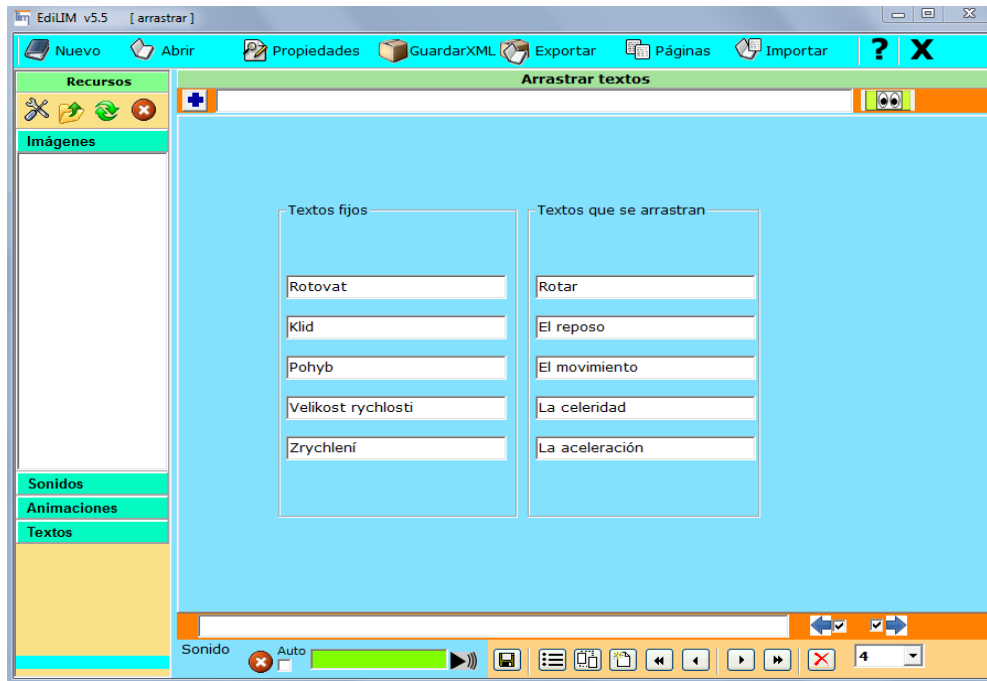 EdiLIM v5.5 [ arrastrar ]
Nuevo Abrir Propiedades GuardarXML Exportar Páginas Importar ? X
Recursos
Arrastrar textos
Imágenes
Textos fijos
Textos que se arrastran
Rotovat
Rotar
Klid
El reposo
Pohyb
El movimiento
Velikost rychlosti
La celeridad
Zrychlení
La aceleración
Sonidos
Animaciones
Textos
Sonido
Auto
4